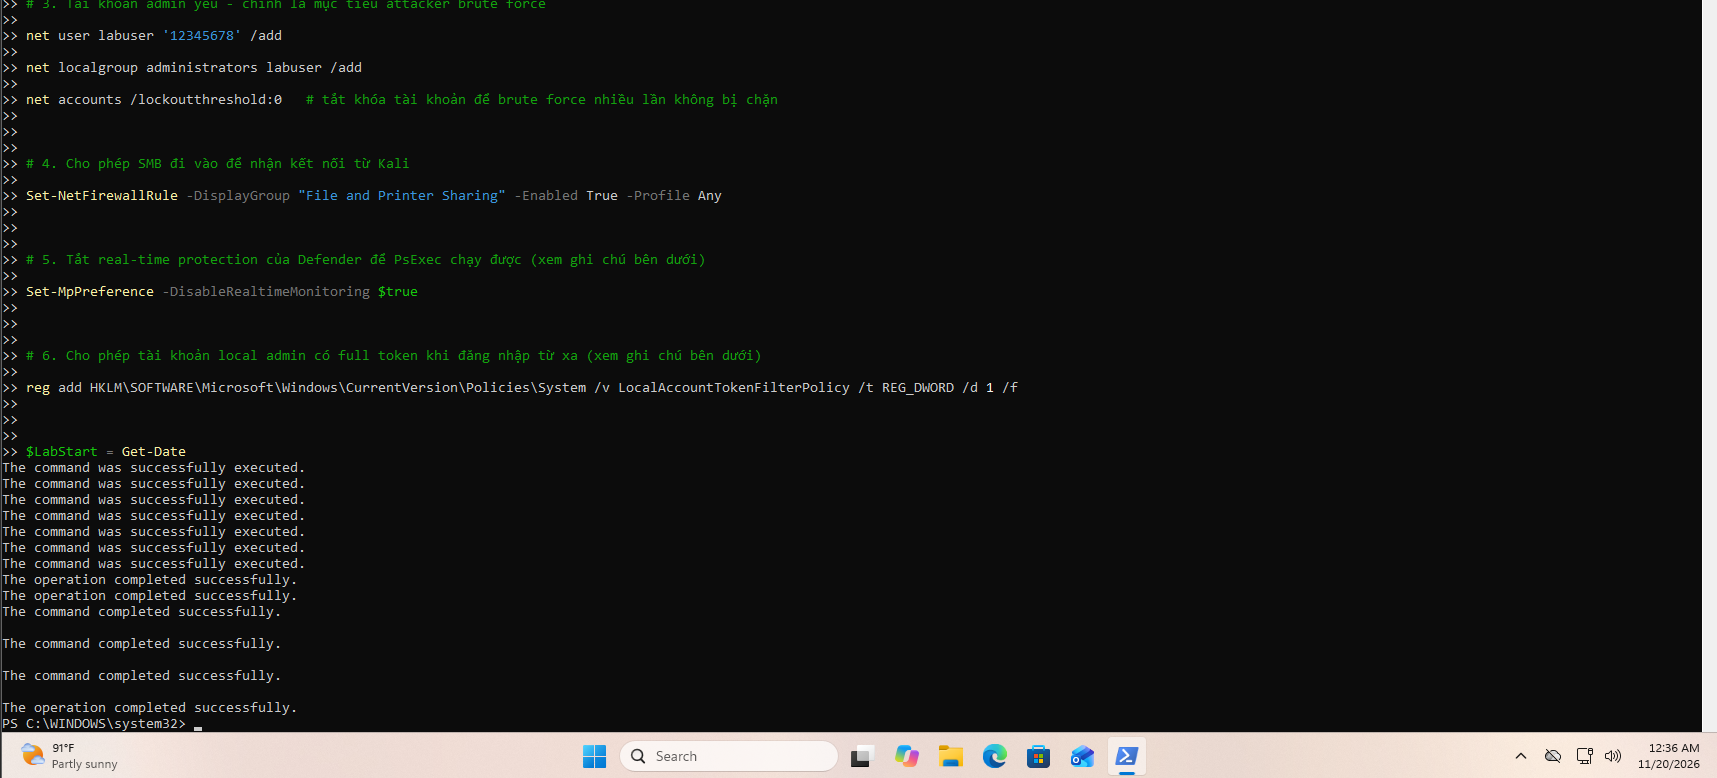 >> # 3. Tài khoản admin yếu - chính là mục tiêu attacker brute force
>>
>> net user labuser '12345678' /add
>>
>> net localgroup administrators labuser /add
>>
>> net accounts /lockoutthreshold:0   # tắt khóa tài khoản để brute force nhiều lần không bị chặn
>>
>>
>>
>> # 4. Cho phép SMB đi vào để nhận kết nối từ Kali
>>
>> Set-NetFirewallRule -DisplayGroup "File and Printer Sharing" -Enabled True -Profile Any
>>
>>
>>
>> # 5. Tắt real-time protection của Defender để PsExec chạy được (xem ghi chú bên dưới)
>>
>> Set-MpPreference -DisableRealtimeMonitoring $true
>>
>>
>>
>> # 6. Cho phép tài khoản local admin có full token khi đăng nhập từ xa (xem ghi chú bên dưới)
>>
>> reg add HKLM\SOFTWARE\Microsoft\Windows\CurrentVersion\Policies\System /v LocalAccountTokenFilterPolicy /t REG_DWORD /d 1 /f
>>
>>
>>
>> $LabStart = Get-Date
The command was successfully executed.
The command was successfully executed.
The command was successfully executed.
The command was successfully executed.
The command was successfully executed.
The command was successfully executed.
The command was successfully executed.
The operation completed successfully.
The operation completed successfully.
The command completed successfully.
The command completed successfully.
The command completed successfully.
The operation completed successfully.
PS C:\WINDOWS\system32>
91°F
Partly sunny
Search
12:36 AM
11/20/2026